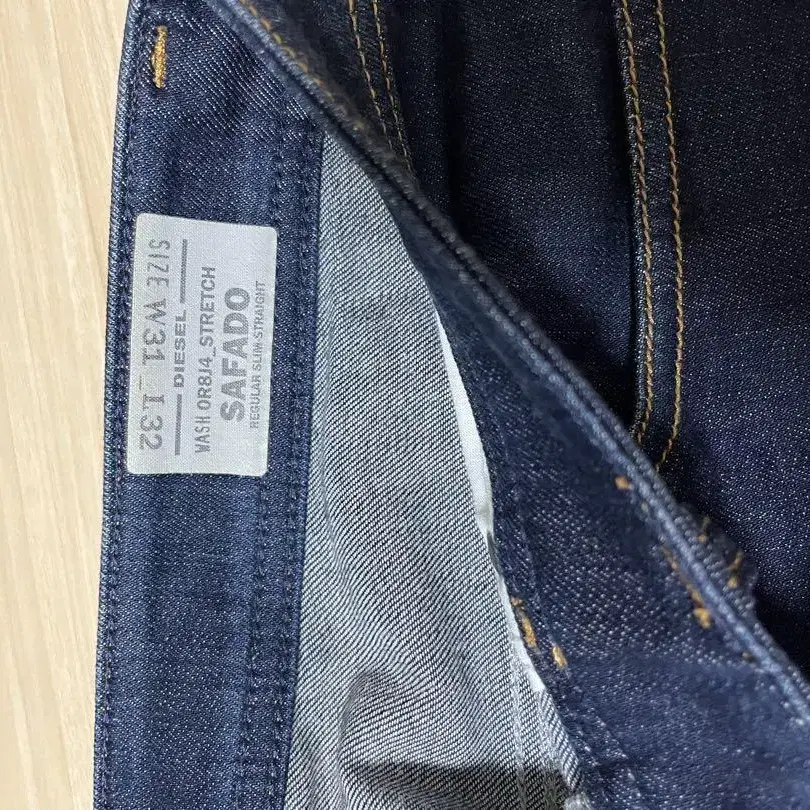 SIZE W31 L32
DIESEL
WASH 0R8J4_STRETCH
SAFADO
REGULAR SLIM-STRAIGHT